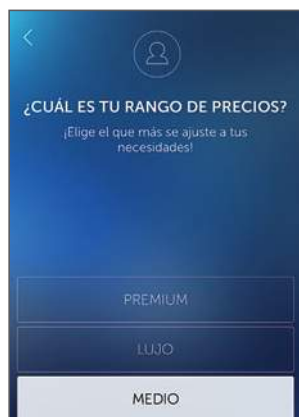 ¿CUÁL ES TU RANGO DE PRECIOS?
¡Elige el que más se ajuste a tus
necesidades!
PREMIUM
LUJO
MEDIO